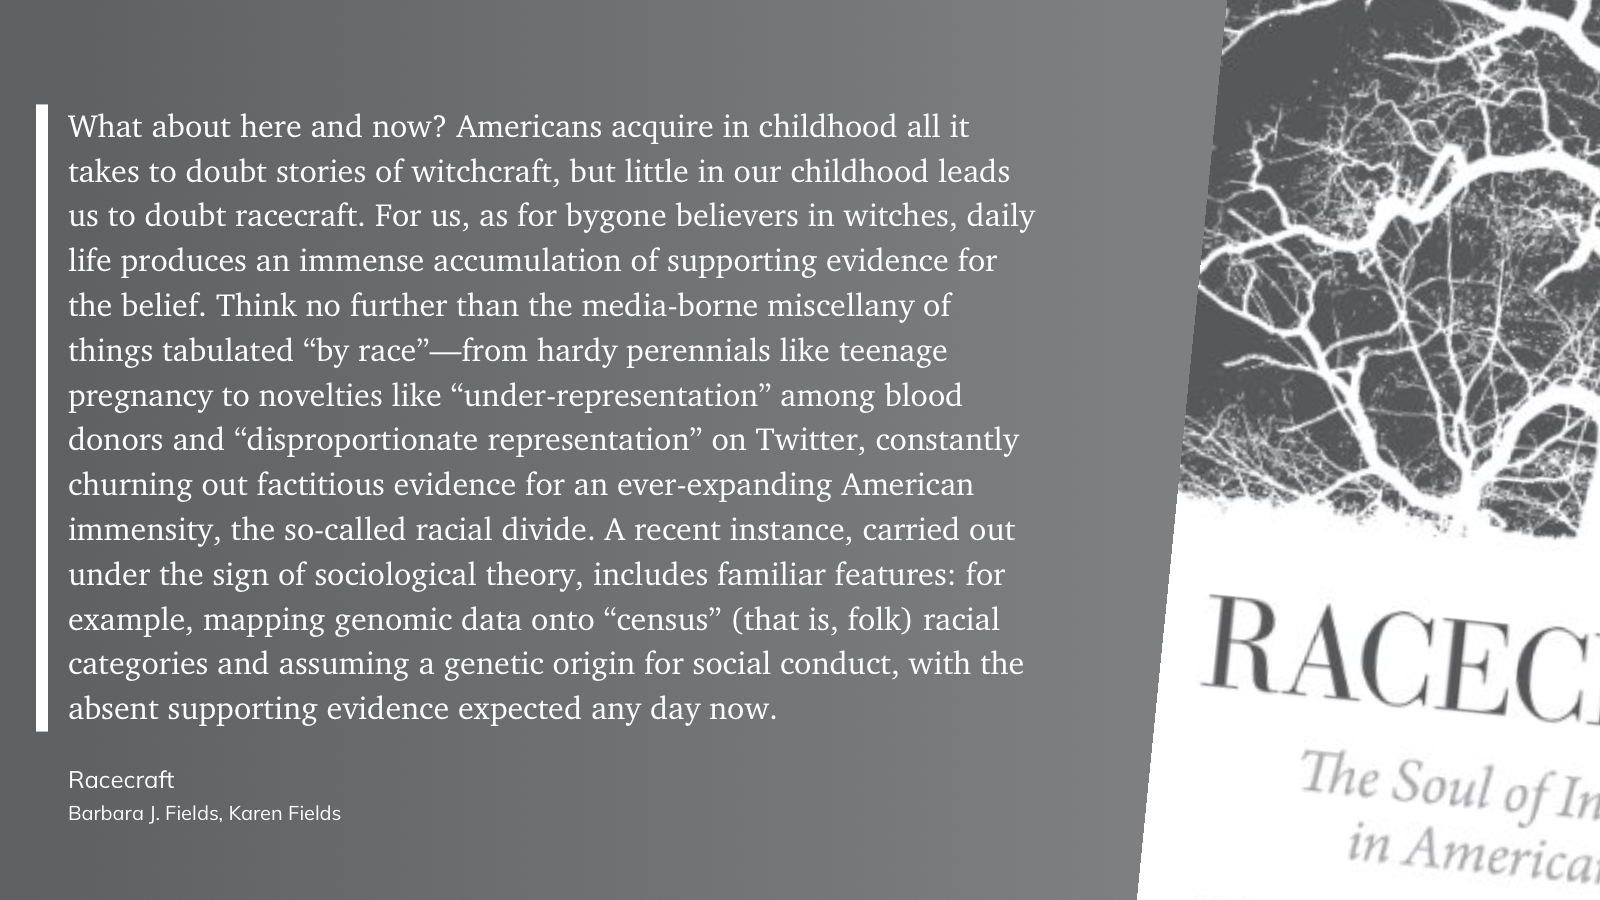 What about here and now? Americans acquire in childhood all it
takes to doubt stories of witchcraft, but little in our childhood leads
us to doubt racecraft. For us, as for bygone believers in witches, daily
life produces an immense accumulation of supporting evidence for
the belief. Think no further than the media-borne miscellany of
things tabulated “by race”—from hardy perennials like teenage
pregnancy to novelties like “under-representation” among blood
donors and “disproportionate representation” on Twitter, constantly
churning out factitious evidence for an ever-expanding American
immensity, the so-called racial divide. A recent instance, carried out
under the sign of sociological theory, includes familiar features: for
example, mapping genomic data onto “census” (that is, folk) racial
categories and assuming a genetic origin for social conduct, with the
absent supporting evidence expected any day now.
Racecraft
Barbara J. Fields, Karen Fields
RACEC
The Soul of In
in America